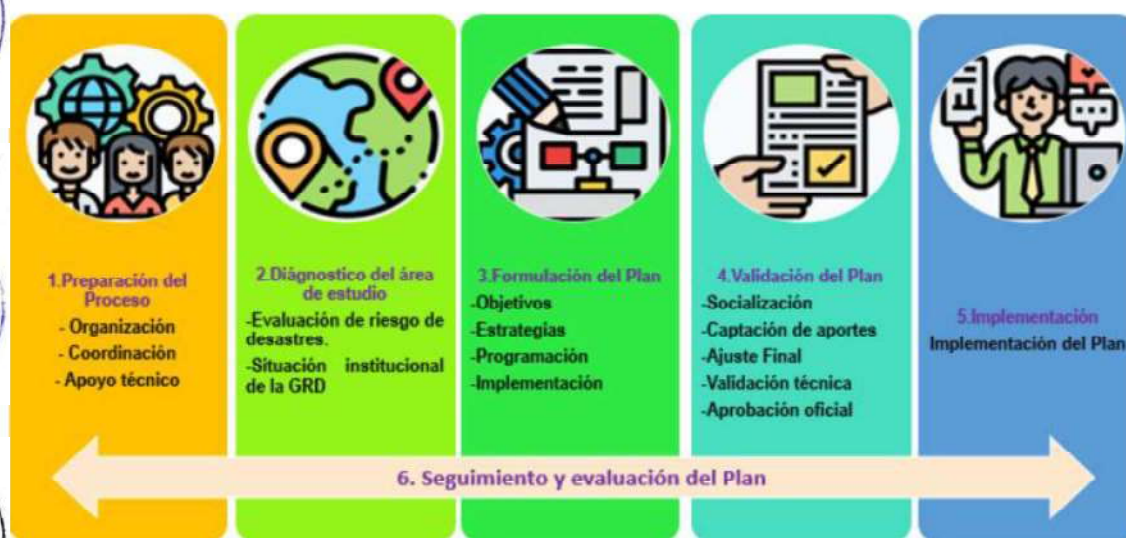 1.Preparación del
Proceso
- Organización
- Coordinación
- Apoyo técnico
2.Diágnostico del área
de estudio
-Evaluación de riesgo de
desastres.
-Situación institucional
de la GRD
3.Formulación del Plan
-Objetivos
-Estrategias
-Programación
-Implementación
4.Validación del Plan
-Socialización
-Captación de aportes
-Ajuste Final
-Validación técnica
-Aprobación oficial
5.Implementación
Implementación del Plan
6. Seguimiento y evaluación del Plan